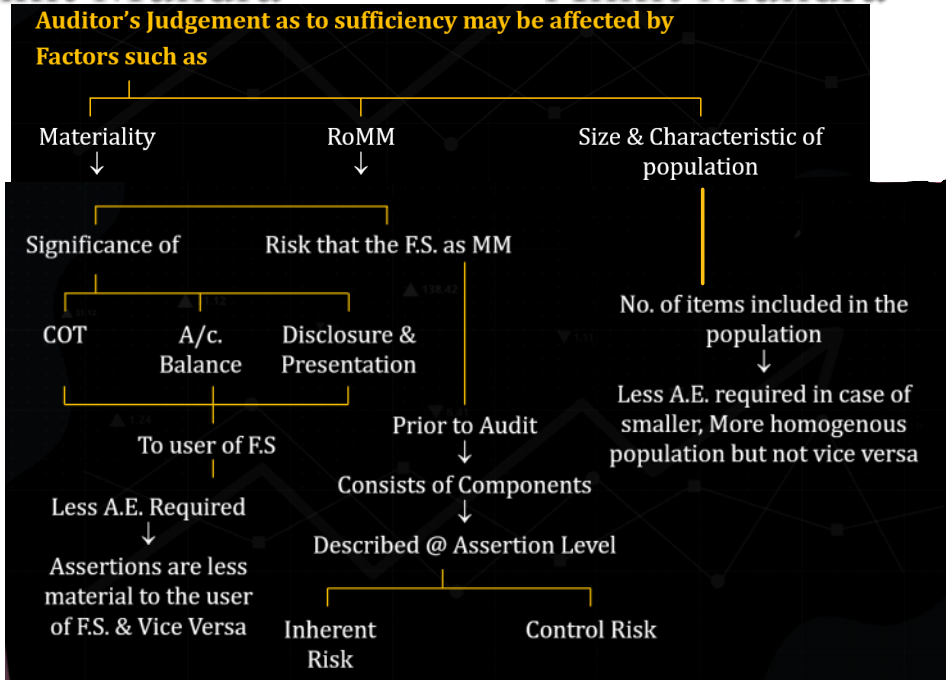 Auditor's Judgement as to sufficiency may be affected by
Factors such as
Materiality
RoMM
Size & Characteristic of
population
Significance of
Risk that the F.S. as MM
138.42
No. of items included in the
population
COT
A/c.
Balance
Disclosure &
Presentation
Less A.E. required in case of
smaller, More homogenous
population but not vice versa
1.24
To user of F.S
Prior to Audit
Consists of Components
Less A.E. Required
Described @ Assertion Level
Assertions are less
material to the user
of F.S. & Vice Versa
Inherent
Risk
Control Risk